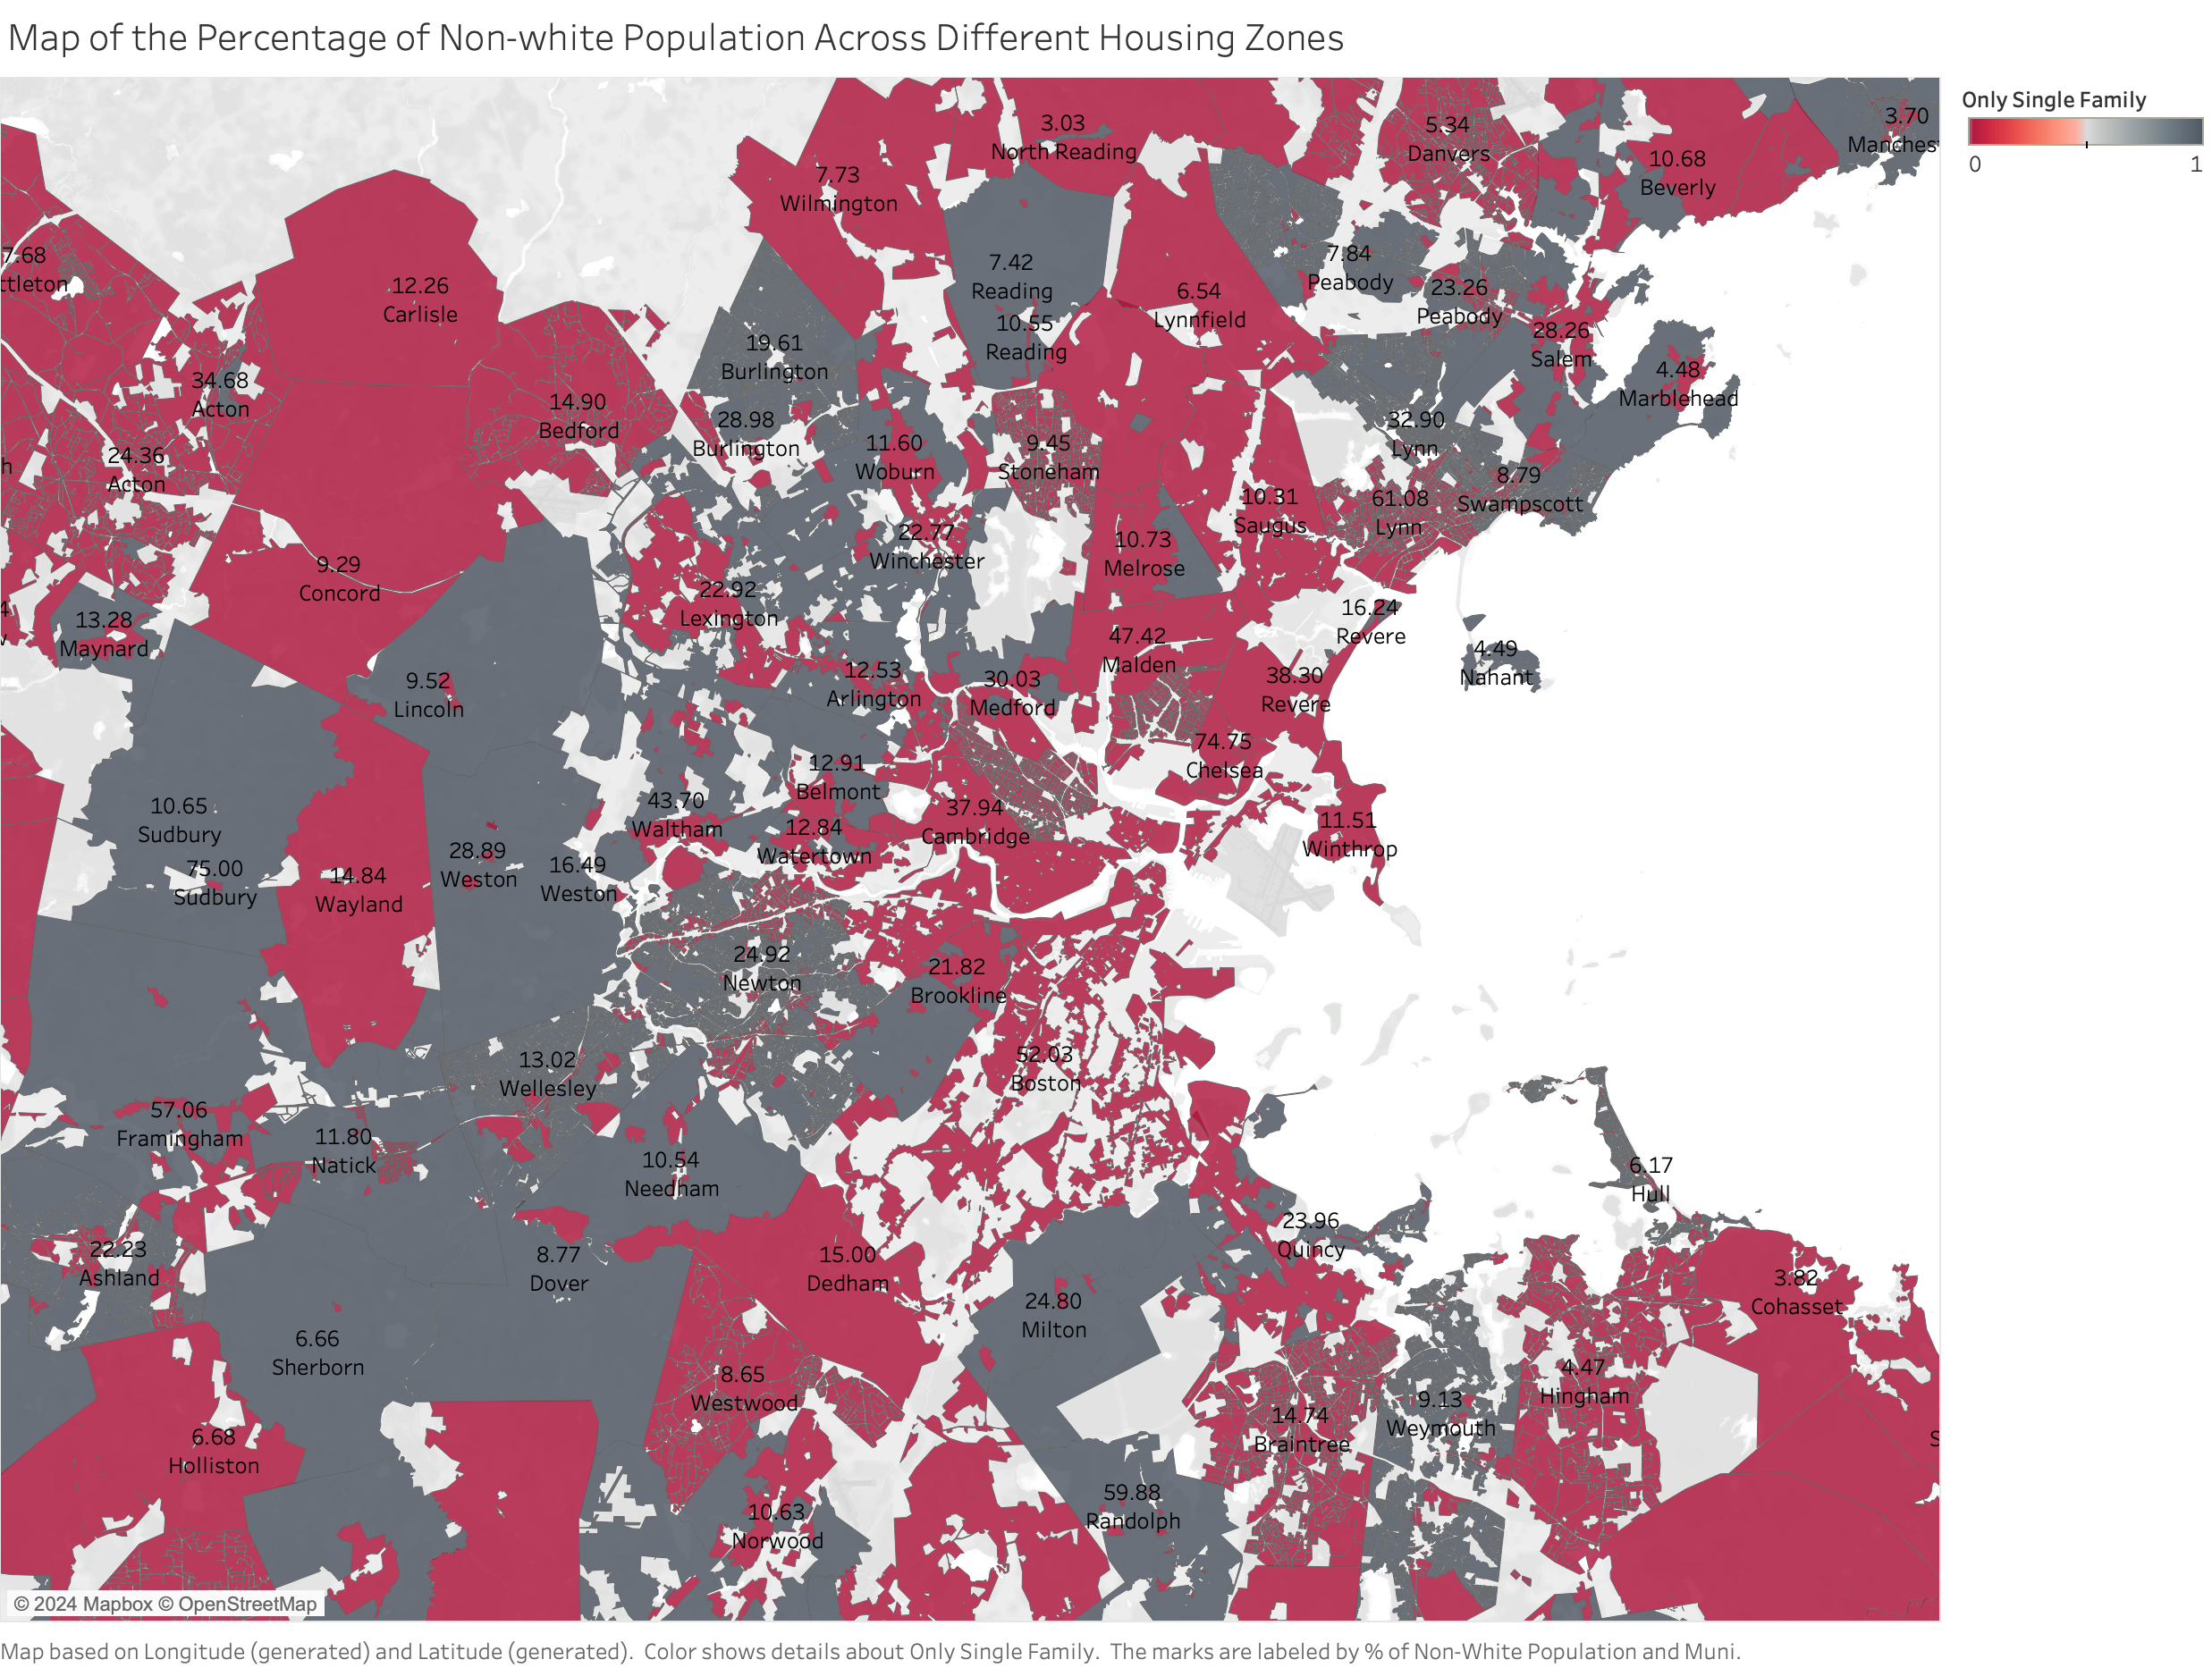 Map of the Percentage of Non-white Population Across Different Housing Zones
Only Single Family
0 1
3.03
North Reading
5.34
Danvers
3.70
Manches
10.68
Beverly
7.73
Wilmington
7.68
ttleton
12.26
Carlisle
7.42
Reading
10.55
Reading
6.54
Lynnfield
7.84
Peabody
23.26
Peabody
28.26
Salem
4.48
Marblehead
19.61
Burlington
28.98
Burlington
34.68
Acton
24.36
Acton
h
14.90
Bedford
11.60
Woburn
9.45
Stoneham
32.90
Lynn
61.08
Lynn
8.79
Swampscott
10.31
Saugus
22.77
Winchester
10.73
Melrose
9.29
Concord
22.92
Lexington
13.28
Maynard
16.24
Revere
47.42
Malden
4.49
Nahant
38.30
Revere
9.52
Lincoln
12.53
Arlington
30.03
Medford
74.75
Chelsea
12.91
Belmont
43.70
Waltham
12.84
Watertown
37.94
Cambridge
11.51
Winthrop
10.65
Sudbury
75.00
Sudbury
14.84
Wayland
28.89
Weston
16.49
Weston
24.92
Newton
21.82
Brookline
52.03
Boston
13.02
Wellesley
57.06
Framingham
11.80
Natick
10.54
Needham
6.17
Hull
23.96
Quincy
22.23
Ashland
8.77
Dover
15.00
Dedham
3.82
Cohasset
24.80
Milton
6.66
Sherborn
8.65
Westwood
4.47
Hingham
9.13
Weymouth
14.74
Braintree
6.68
Holliston
59.88
Randolph
10.63
Norwood
© 2024 Mapbox © OpenStreetMap
Map based on Longitude (generated) and Latitude (generated). Color shows details about Only Single Family. The marks are labeled by % of Non-White Population and Muni.